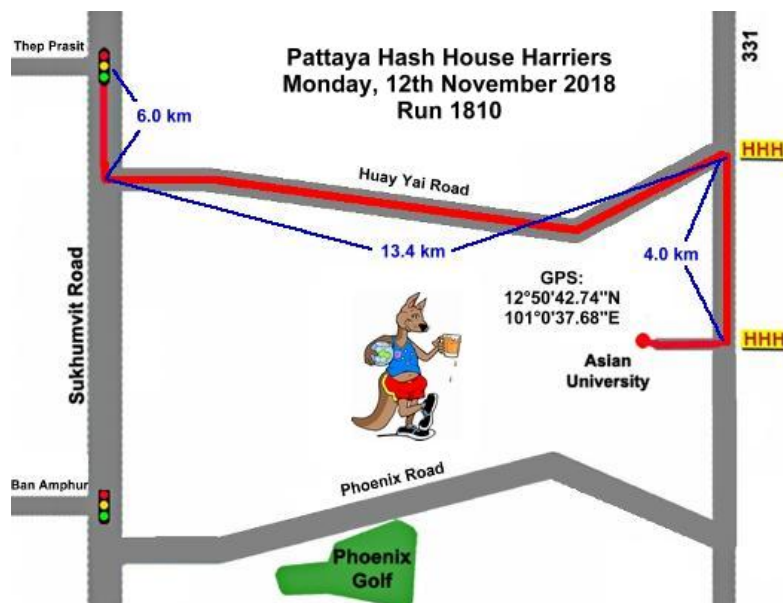 Thep Prasit
Pattaya Hash House Harriers
Monday, 12th November 2018
Run 1810
331
6.0 km
HHH
Huay Yai Road
13.4 km
4.0 km
GPS:
12°50'42.74"N
101°0'37.68"E
Sukhumvit Road
HHH
Asian
University
Ban Amphur
Phoenix Road
Phoenix
Golf